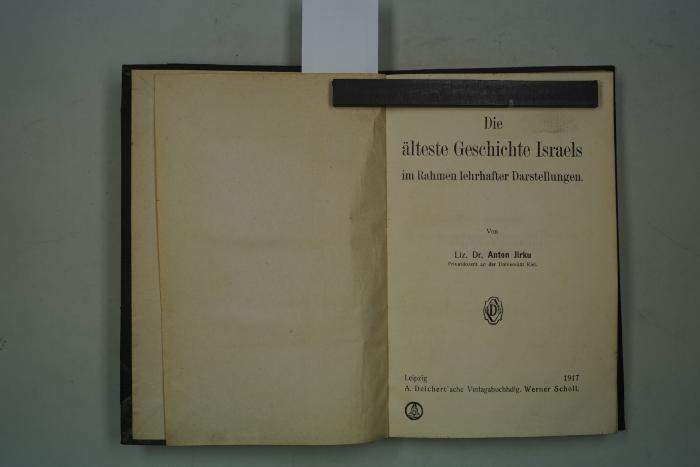 Die
älteste Geschichte Israels
im Rahmen lehrhafter Darstellungen.
Von
Liz. Dr. Anton Jirku
Privatdozent an der Universität Kiel.
Leipzig 1917
A. Deichert'sche Verlagsbuchhdlg. Werner Scholl.